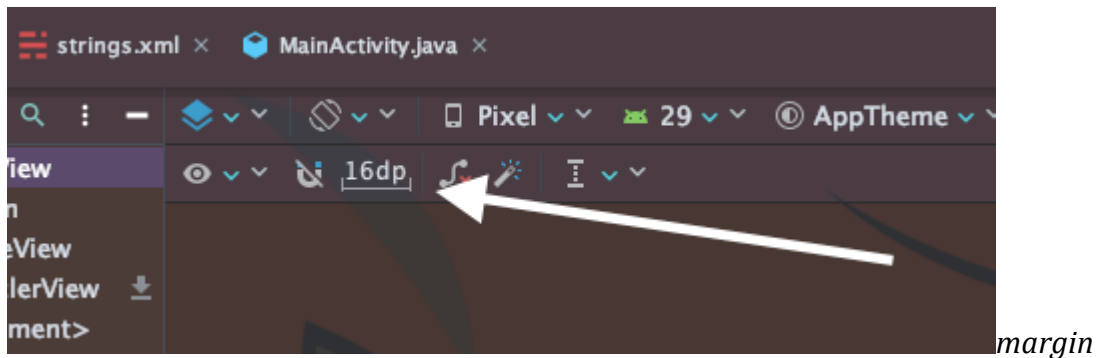 strings.xml × MainActivity.java ×
Pixel 29 AppTheme
iew 16dp
n
eView
lerView
ment>
margin